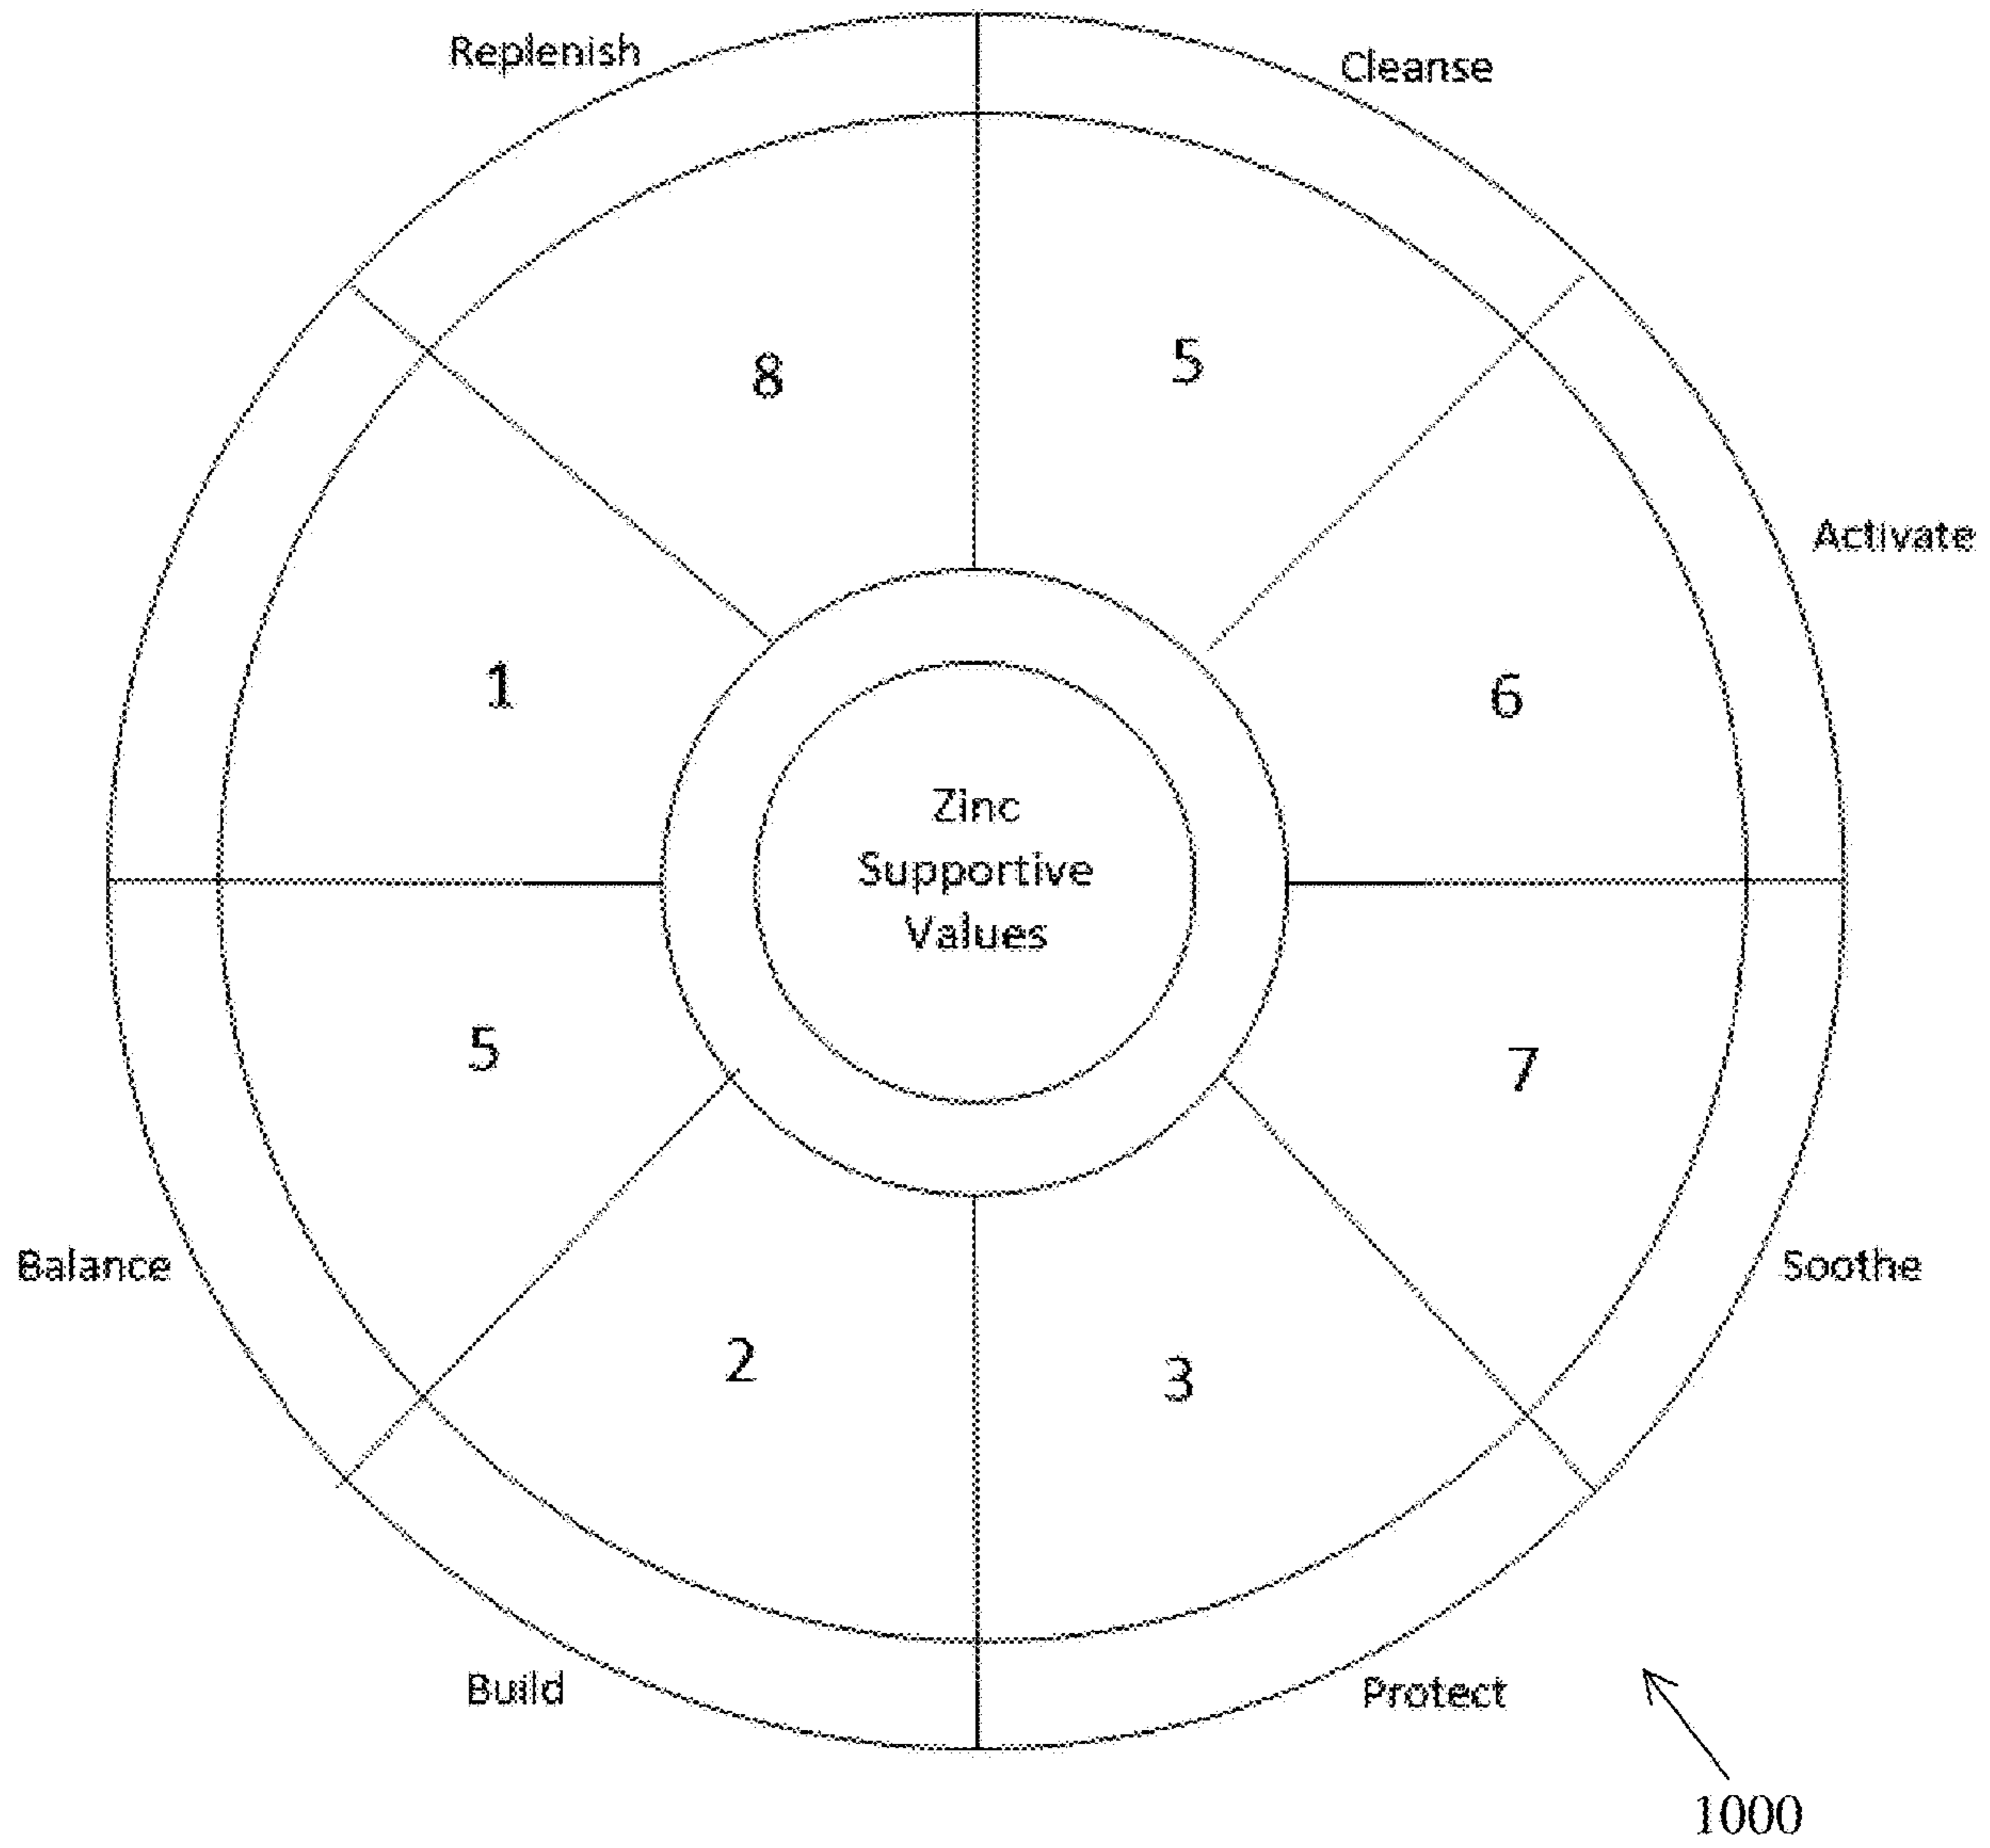 Replenish
Cleanse
8
5
Activate
1
6
Zinc
Supportive
Values
5
7
Balance
Soothe
2
3
Build
Protect
1000